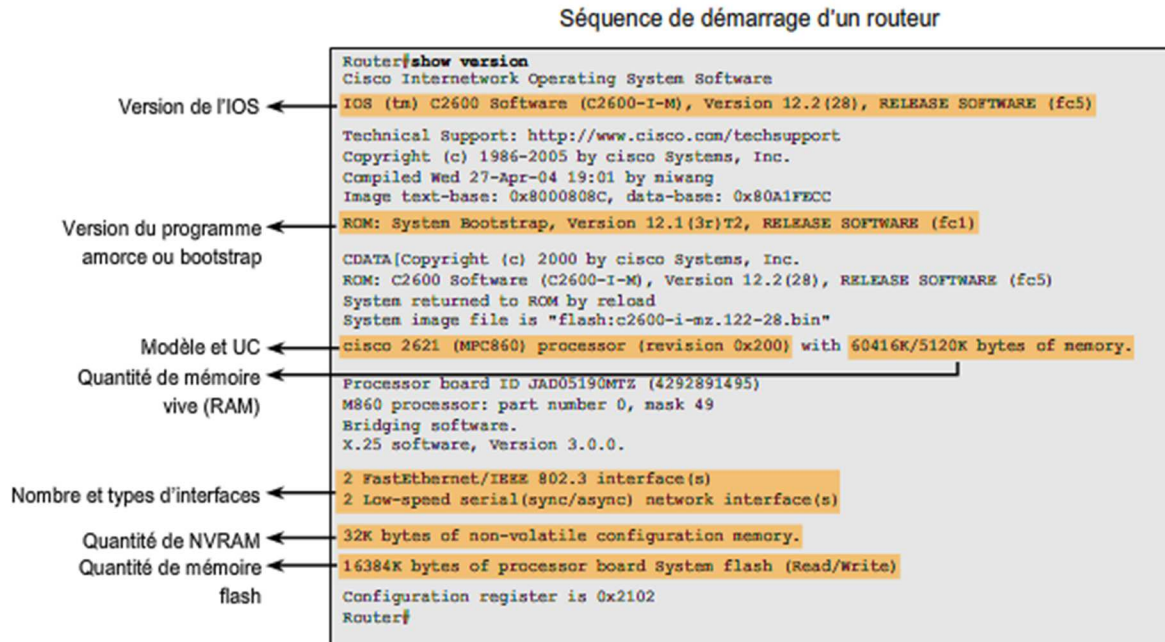 Séquence de démarrage d'un routeur
Router#show version
Cisco Internetwork Operating System Software
Version de l'IOS
IOS (tm) C2600 Software (C2600-I-M), Version 12.2(28), RELEASE SOFTWARE (fc5)
Technical Support: http://www.cisco.com/techsupport
Copyright (c) 1986-2005 by cisco Systems, Inc.
Compiled Wed 27-Apr-04 19:01 by miwang
Image text-base: 0x8000808C, data-base: 0x80A1FECC
Version du programme
amorce ou bootstrap
ROM: System Bootstrap, Version 12.1(3r)T2, RELEASE SOFTWARE (fc1)
CDATA[Copyright (c) 2000 by cisco Systems, Inc.
ROM: C2600 Software (C2600-I-M), Version 12.2(28), RELEASE SOFTWARE (fc5)
System returned to ROM by reload
System image file is "flash:c2600-i-mz.122-28.bin"
Modèle et UC
cisco 2621 (MPC860) processor (revision 0x200) with 60416K/5120K bytes of memory.
Quantité de mémoire
vive (RAM)
Processor board ID JAD05190MTZ (4292891495)
M860 processor: part number 0, mask 49
Bridging software.
X.25 software, Version 3.0.0.
Nombre et types d'interfaces
2 FastEthernet/IEEE 802.3 interface(s)
2 Low-speed serial(sync/async) network interface(s)
Quantité de NVRAM
32K bytes of non-volatile configuration memory.
Quantité de mémoire
flash
16384K bytes of processor board System flash (Read/Write)
Configuration register is 0x2102
Router#